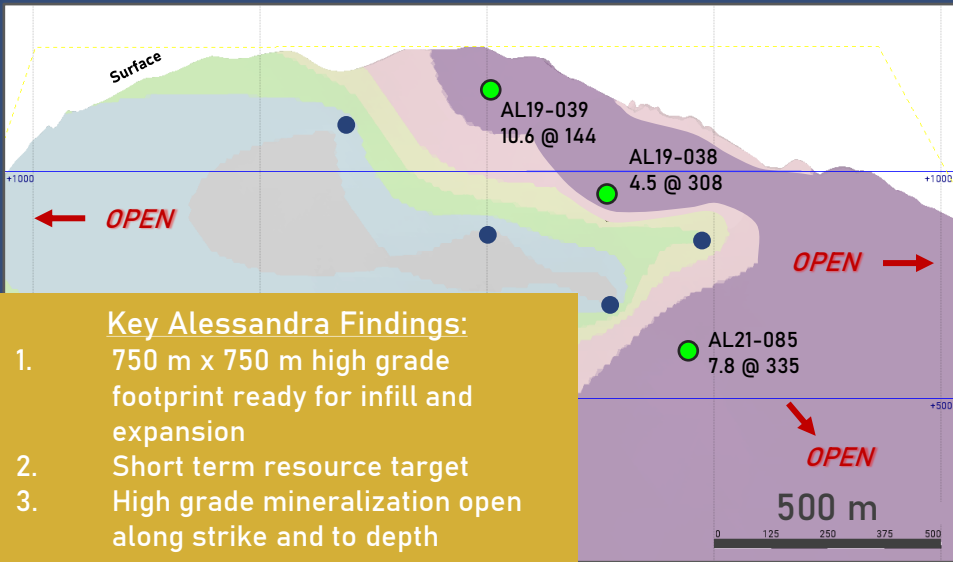 Surface
AL19-039
10.6 @ 144
AL19-038
4.5 @ 308
+1000
+1000
OPEN
OPEN
AL21-085
7.8 @ 335
+500
OPEN
Key Alessandra Findings:
1. 750 m x 750 m high grade
footprint ready for infill and
expansion
2. Short term resource target
3. High grade mineralization open
along strike and to depth
500 m
0 125 250 375 500